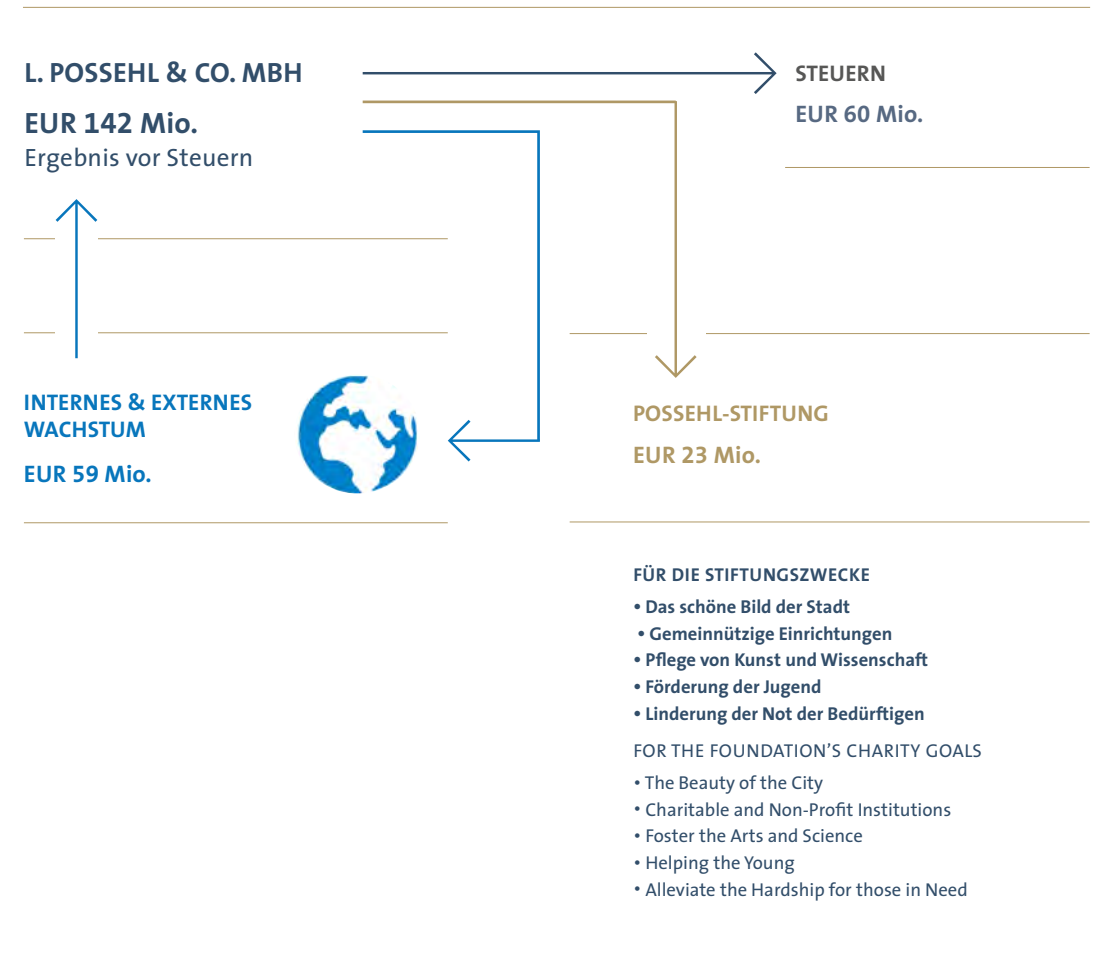 L. POSSEHL & CO. MBH
EUR 142 Mio.
Ergebnis vor Steuern
STEUERN
EUR 60 Mio.
INTERNES & EXTERNES
WACHSTUM
EUR 59 Mio.
POSSEHL-STIFTUNG
EUR 23 Mio.
FÜR DIE STIFTUNGSZWECKE
• Das schöne Bild der Stadt
• Gemeinnützige Einrichtungen
• Pflege von Kunst und Wissenschaft
• Förderung der Jugend
• Linderung der Not der Bedürftigen
FOR THE FOUNDATION’S CHARITY GOALS
• The Beauty of the City
• Charitable and Non-Profit Institutions
• Foster the Arts and Science
• Helping the Young
• Alleviate the Hardship for those in Need